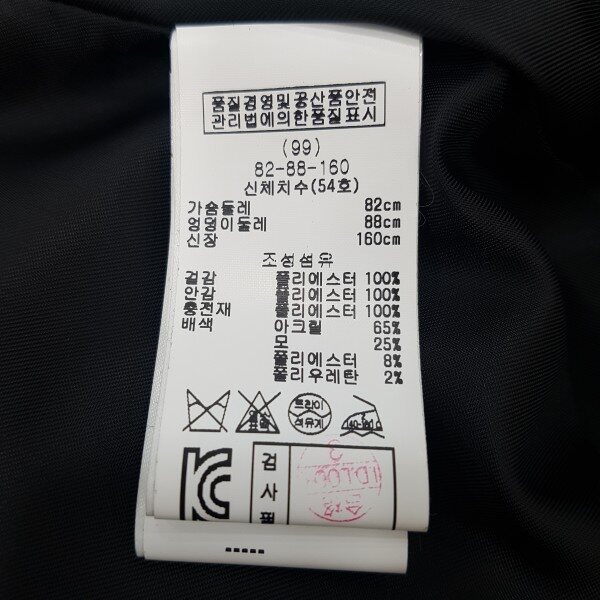 품질경영및공산품안전
관리법에의한품질표시
(99)
82-88-160
신체치수(54호)
가슴둘레 82cm
엉덩이둘레 88cm
신장 160cm
조성섬유
겉감 폴리에스터 100%
안감 폴리에스터 100%
충전재 폴리에스터 100%
배색 아크릴 65%
모 25%
폴리에스터 8%
폴리우레탄 2%
표백
드라이
석유계
검
사
필